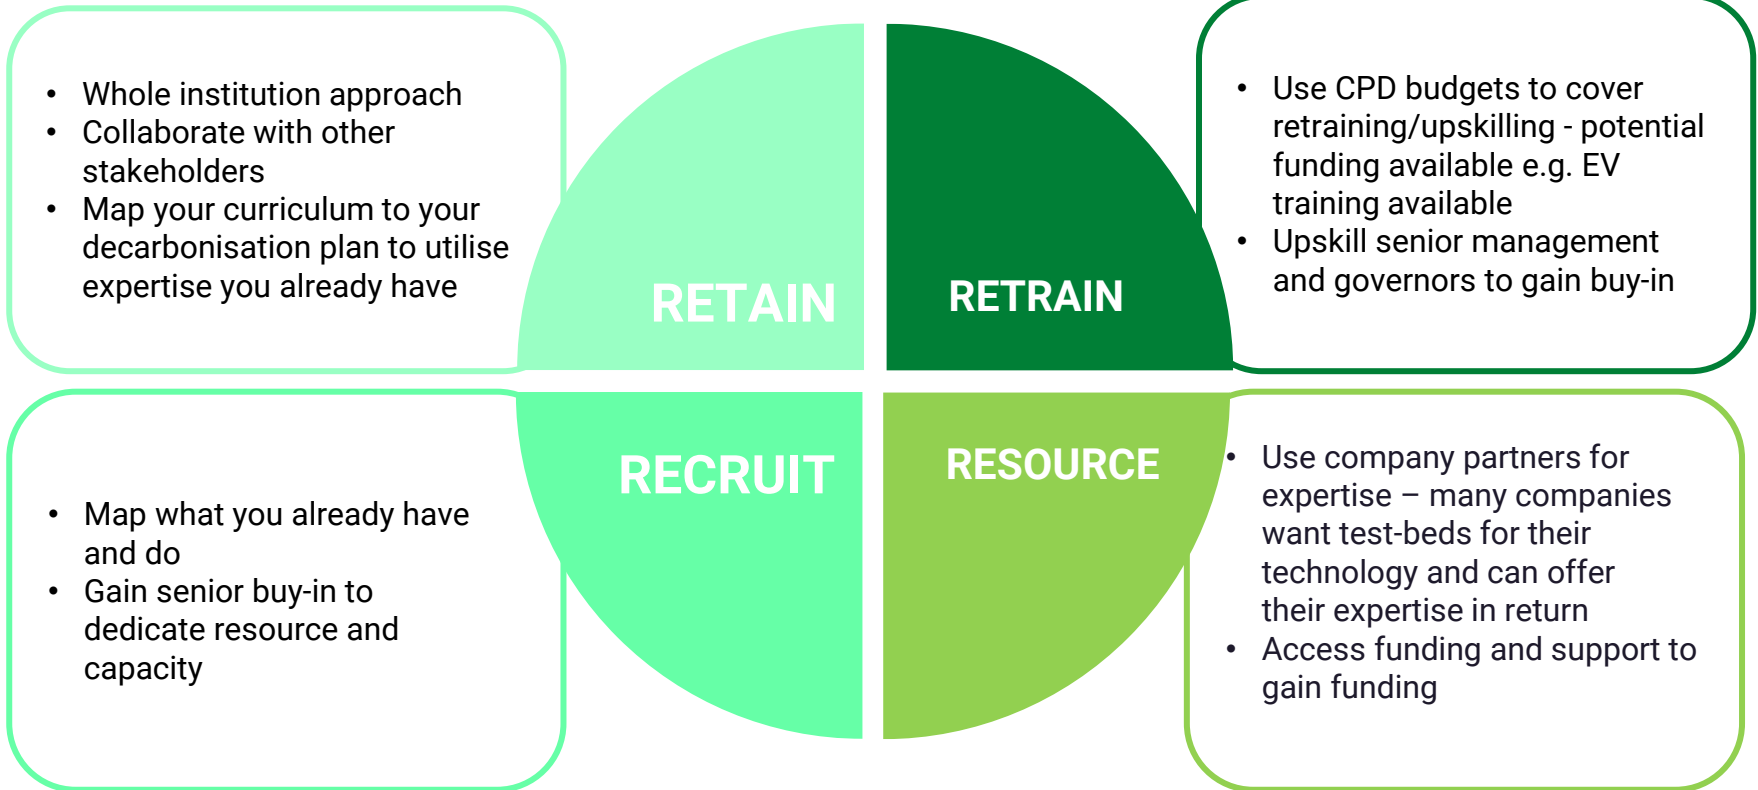 • Whole institution approach
• Collaborate with other
stakeholders
• Map your curriculum to your
decarbonisation plan to utilise
expertise you already have
RETAIN
RETRAIN
• Use CPD budgets to cover
retraining/upskilling - potential
funding available e.g. EV
training available
• Upskill senior management
and governors to gain buy-in
• Map what you already have
and do
• Gain senior buy-in to
dedicate resource and
capacity
RECRUIT
RESOURCE
• Use company partners for
expertise – many companies
want test-beds for their
technology and can offer
their expertise in return
• Access funding and support to
gain funding